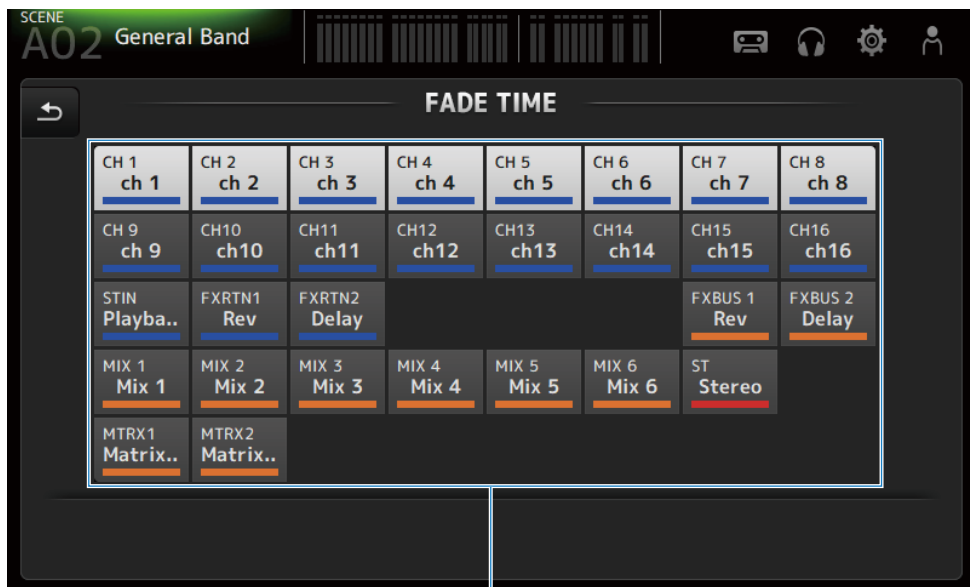 SCENE
A02 General Band
FADE TIME
CH 1 CH 2 CH 3 CH 4 CH 5 CH 6 CH 7 CH 8
ch 1 ch 2 ch 3 ch 4 ch 5 ch 6 ch 7 ch 8
CH 9 CH10 CH11 CH12 CH13 CH14 CH15 CH16
ch 9 ch10 ch11 ch12 ch13 ch14 ch15 ch16
STIN FXRTN1 FXRTN2 FXBUS 1 FXBUS 2
Playba.. Rev Delay Rev Delay
MIX 1 MIX 2 MIX 3 MIX 4 MIX 5 MIX 6 ST
Mix 1 Mix 2 Mix 3 Mix 4 Mix 5 Mix 6 Stereo
MTRX1 MTRX2
Matrix.. Matrix..